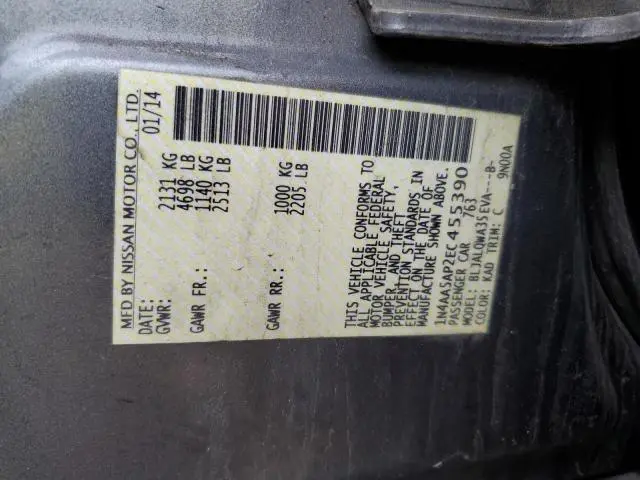 MFD BY NISSAN MOTOR CO., LTD.
DATE: 01/14
GVWR: 2131 KG
4698 LB
GAWR FR.: 1140 KG
2513 LB
GAWR RR.: 1000 KG
2205 LB
THIS VEHICLE CONFORMS TO
ALL APPLICABLE FEDERAL
MOTOR VEHICLE SAFETY,
BUMPER, AND THEFT
PREVENTION STANDARDS IN
EFFECT ON THE DATE OF
MANUFACTURE SHOWN ABOVE.
1N4AA5AP2EC455390
PASSENGER CAR 763
MODEL: BLJALQWA35EVA---B-
COLOR: KAD TRIM: C 9N00A